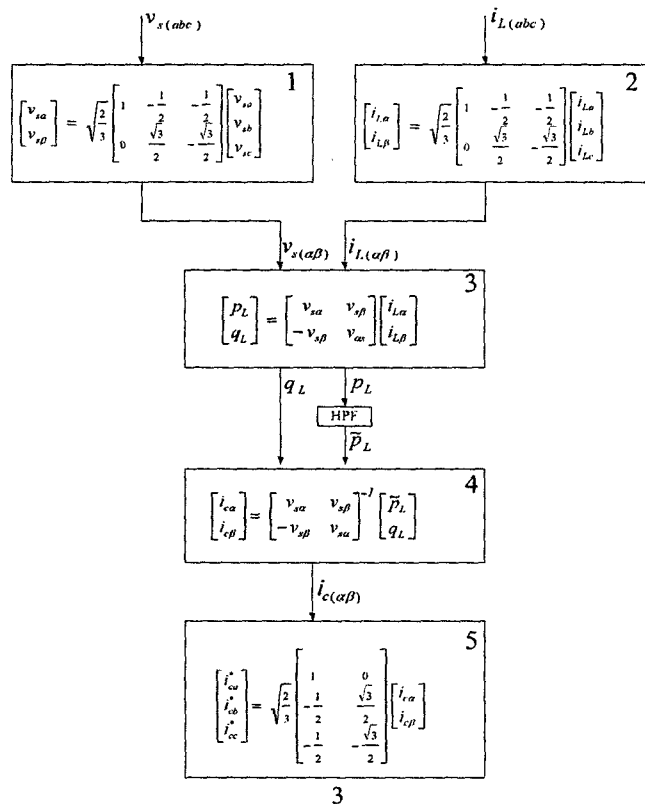 v_s(abc)
i_L(abc)
1
[v_sα; v_sβ] = √(2/3) [1 -1/2 -1/2; 0 √3/2 -√3/2] [v_sa; v_sb; v_sc]
2
[i_Lα; i_Lβ] = √(2/3) [1 -1/2 -1/2; 0 √3/2 -√3/2] [i_La; i_Lb; i_Lc]
v_s(αβ)
i_L(αβ)
3
[p_L; q_L] = [v_sα v_sβ; -v_sβ v_αs] [i_Lα; i_Lβ]
q_L
p_L
HPF
p̃_L
4
[i_cα; i_cβ] = [v_sα v_sβ; -v_sβ v_sα]^-1 [p̃_L; q_L]
i_c(αβ)
5
[i*_ca; i*_cb; i*_cc] = √(2/3) [1 0; -1/2 √3/2; -1/2 -√3/2] [i_cα; i_cβ]
3